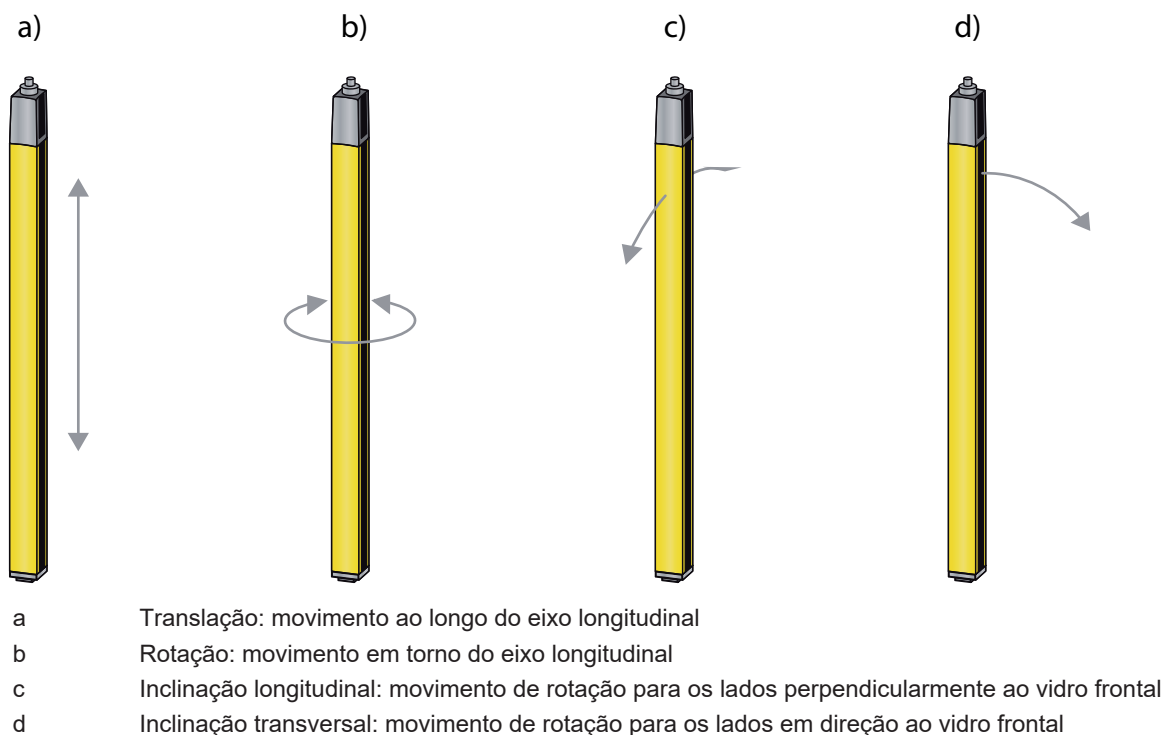 a) b) c) d)
a Translação: movimento ao longo do eixo longitudinal
b Rotação: movimento em torno do eixo longitudinal
c Inclinação longitudinal: movimento de rotação para os lados perpendicularmente ao vidro frontal
d Inclinação transversal: movimento de rotação para os lados em direção ao vidro frontal